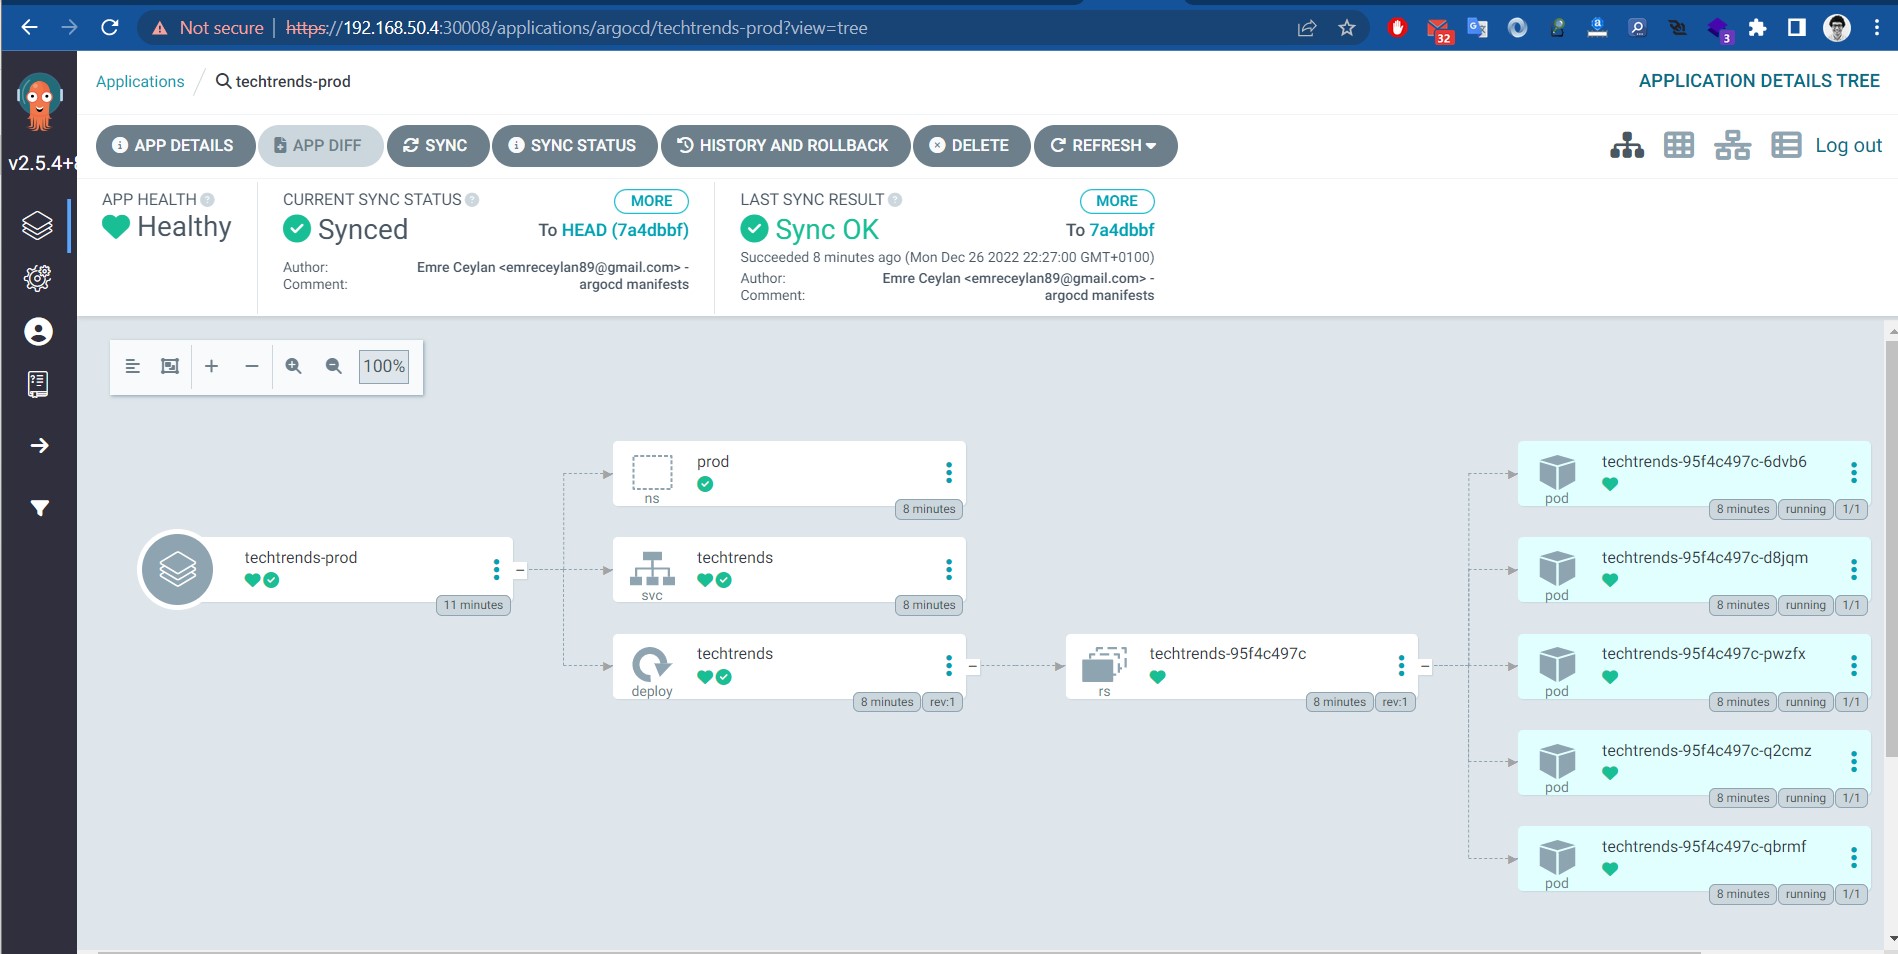 Not secure | https://192.168.50.4:30008/applications/argocd/techtrends-prod?view=tree
32
3
Applications / techtrends-prod
APPLICATION DETAILS TREE
v2.5.4+
APP DETAILS
APP DIFF
SYNC
SYNC STATUS
HISTORY AND ROLLBACK
DELETE
REFRESH
Log out
APP HEALTH
Healthy
CURRENT SYNC STATUS
MORE
Synced
To HEAD (7a4dbbf)
Author: Emre Ceylan <emreceylan89@gmail.com> -
Comment: argocd manifests
LAST SYNC RESULT
MORE
Sync OK
To 7a4dbbf
Succeeded 8 minutes ago (Mon Dec 26 2022 22:27:00 GMT+0100)
Author: Emre Ceylan <emreceylan89@gmail.com> -
Comment: argocd manifests
100%
techtrends-prod
11 minutes
prod
ns
8 minutes
techtrends
svc
8 minutes
techtrends
deploy
8 minutes rev:1
techtrends-95f4c497c
rs
8 minutes rev:1
techtrends-95f4c497c-6dvb6
pod
8 minutes running 1/1
techtrends-95f4c497c-d8jqm
pod
8 minutes running 1/1
techtrends-95f4c497c-pwzfx
pod
8 minutes running 1/1
techtrends-95f4c497c-q2cmz
pod
8 minutes running 1/1
techtrends-95f4c497c-qbrmf
pod
8 minutes running 1/1